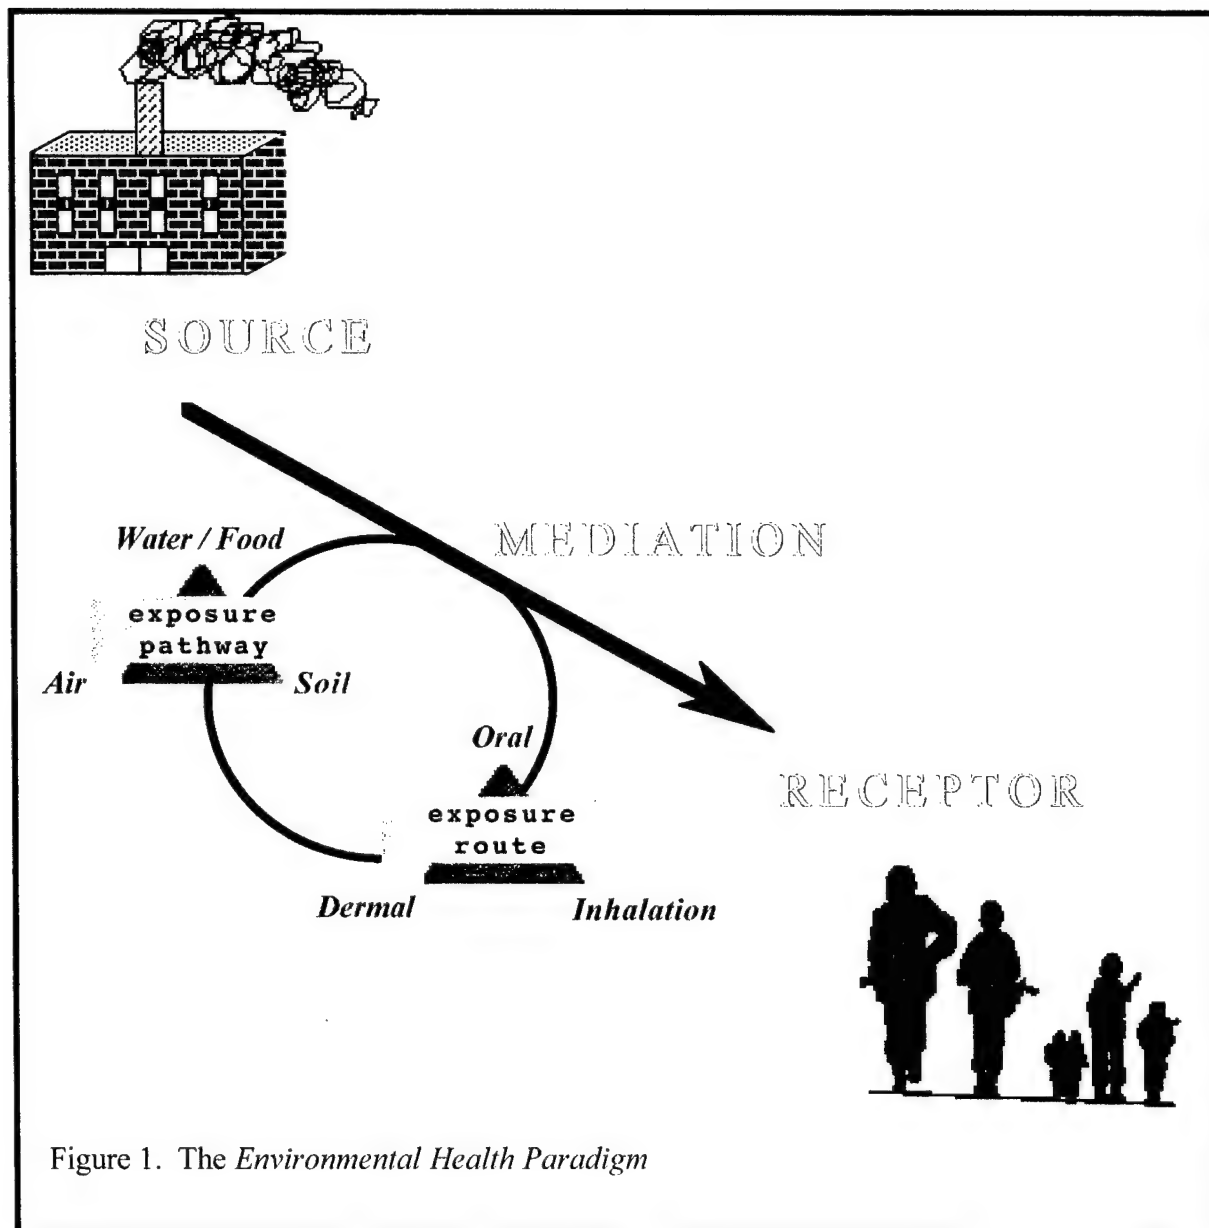 SOURCE
MEDIATION
Water / Food
exposure
pathway
Air
Soil
Oral
RECEPTOR
exposure
route
Dermal
Inhalation
Figure 1. The Environmental Health Paradigm